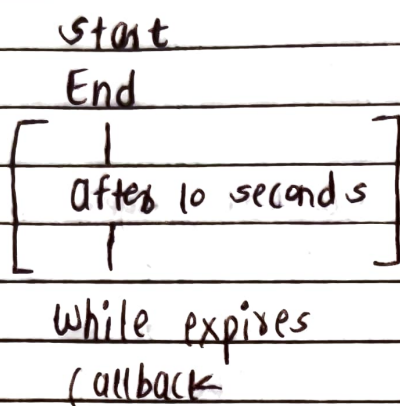 Start
End
After 10 seconds
While expires
Callback